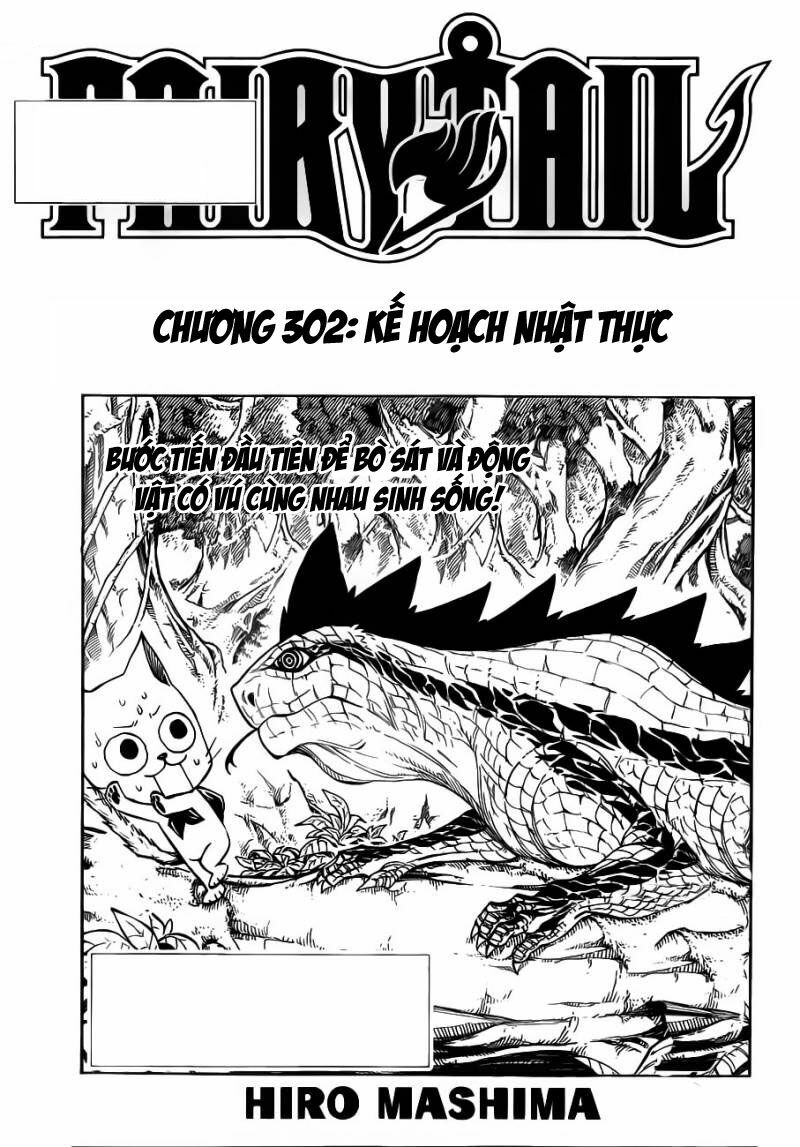 FAIRY TAIL
CHƯƠNG 302: KẾ HOẠCH NHẬT THỰC
BƯỚC TIẾN ĐẦU TIÊN ĐỂ BÒ SÁT VÀ ĐỘNG
VẬT CÓ VÚ CÙNG NHAU SINH SỐNG!
HIRO MASHIMA